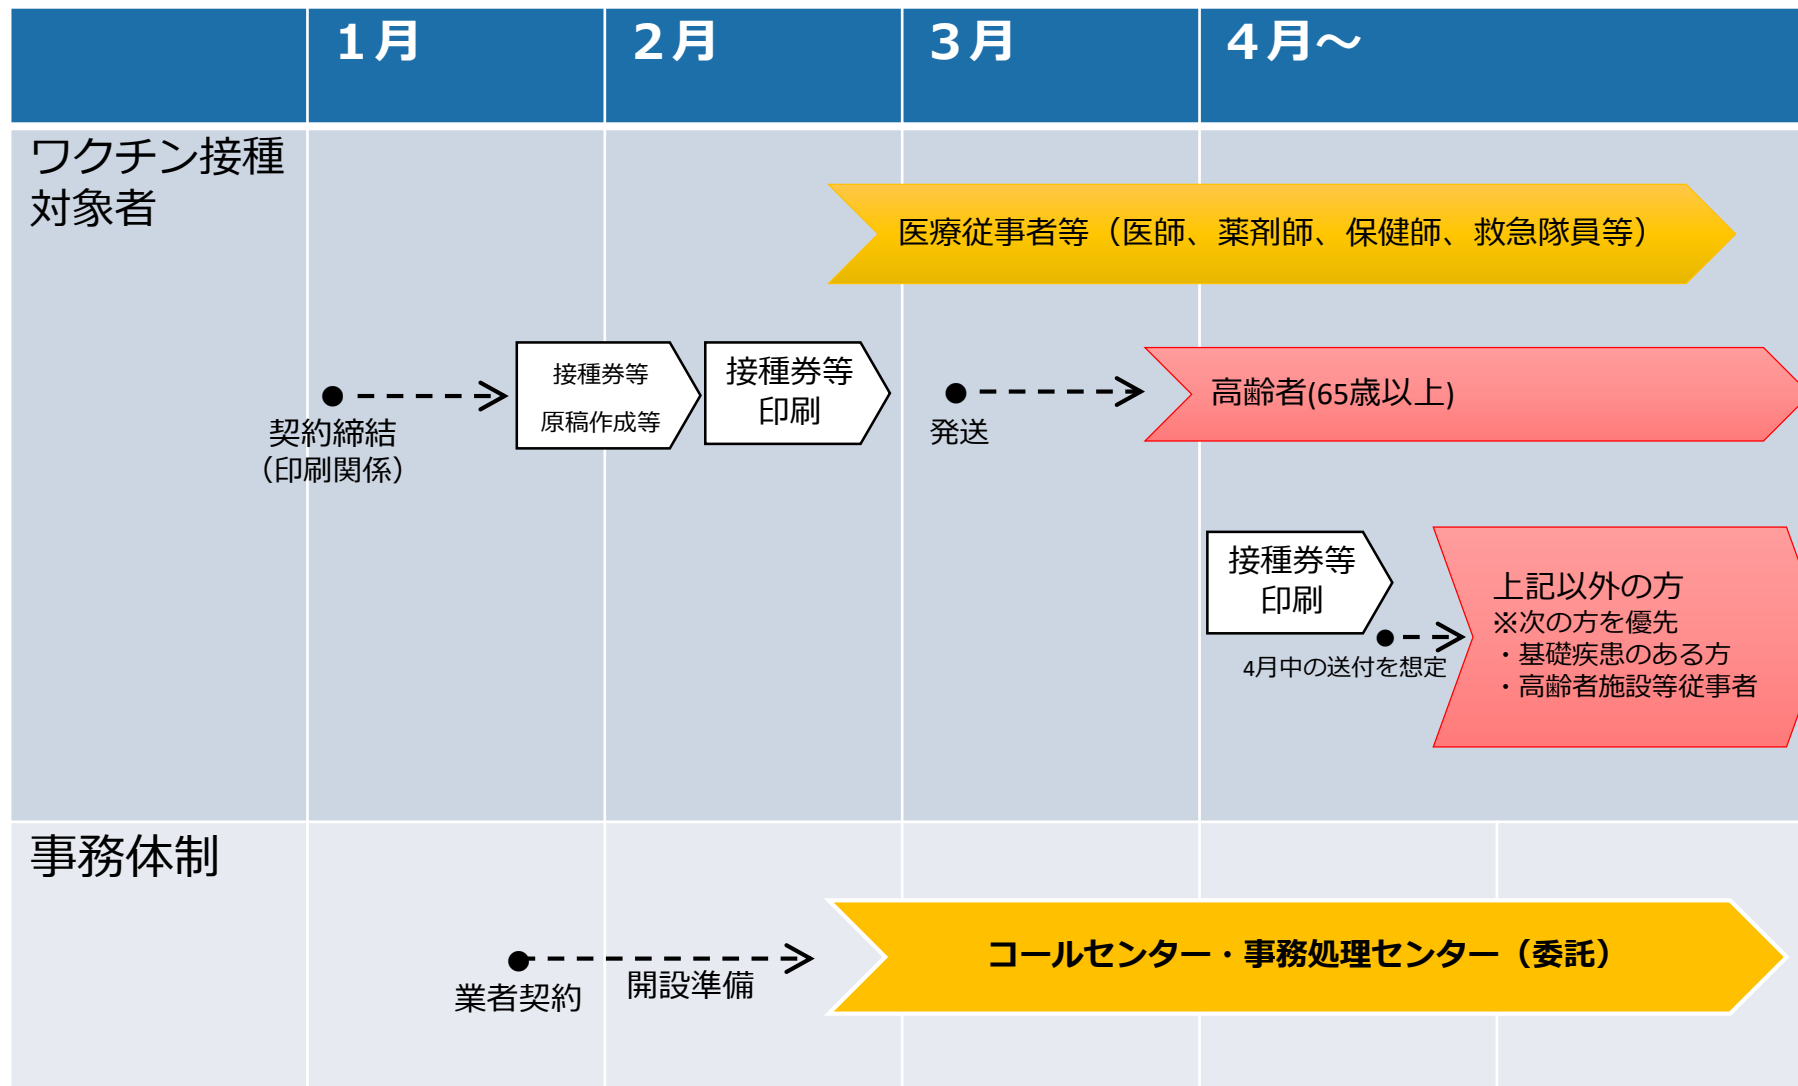 １月
２月
３月
４月～
ワクチン接種
対象者
医療従事者等（医師、薬剤師、保健師、救急隊員等）
契約締結
（印刷関係）
接種券等
原稿作成等
接種券等
印刷
発送
高齢者(65歳以上)
接種券等
印刷
4月中の送付を想定
上記以外の方
※次の方を優先
・基礎疾患のある方
・高齢者施設等従事者
事務体制
業者契約
開設準備
コールセンター・事務処理センター（委託）